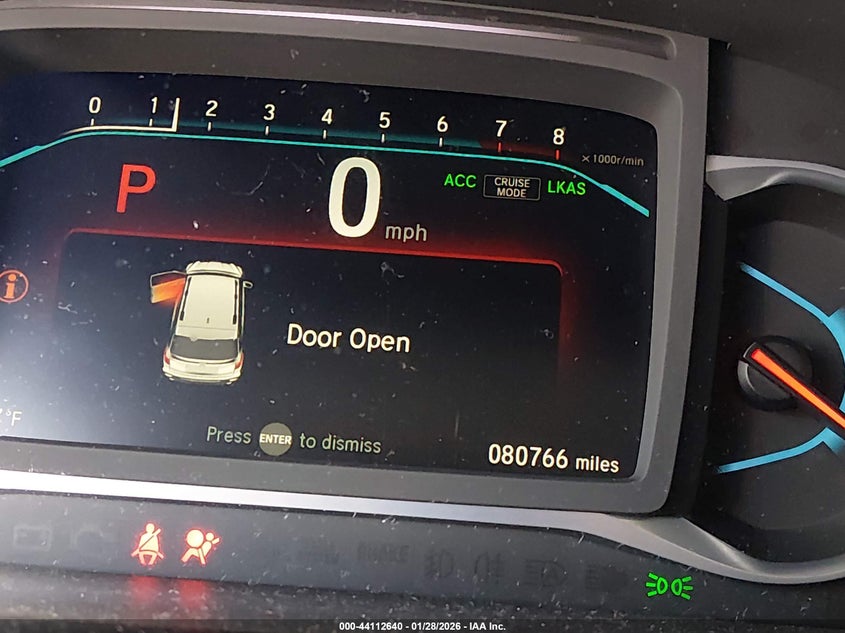 0 1 2 3 4 5 6 7 8
x 1000r/min
P 0 mph
ACC CRUISE MODE LKAS
Door Open
°F
Press ENTER to dismiss
080766 miles
BRAKE
000-44112640 - 01/28/2026 - IAA Inc.